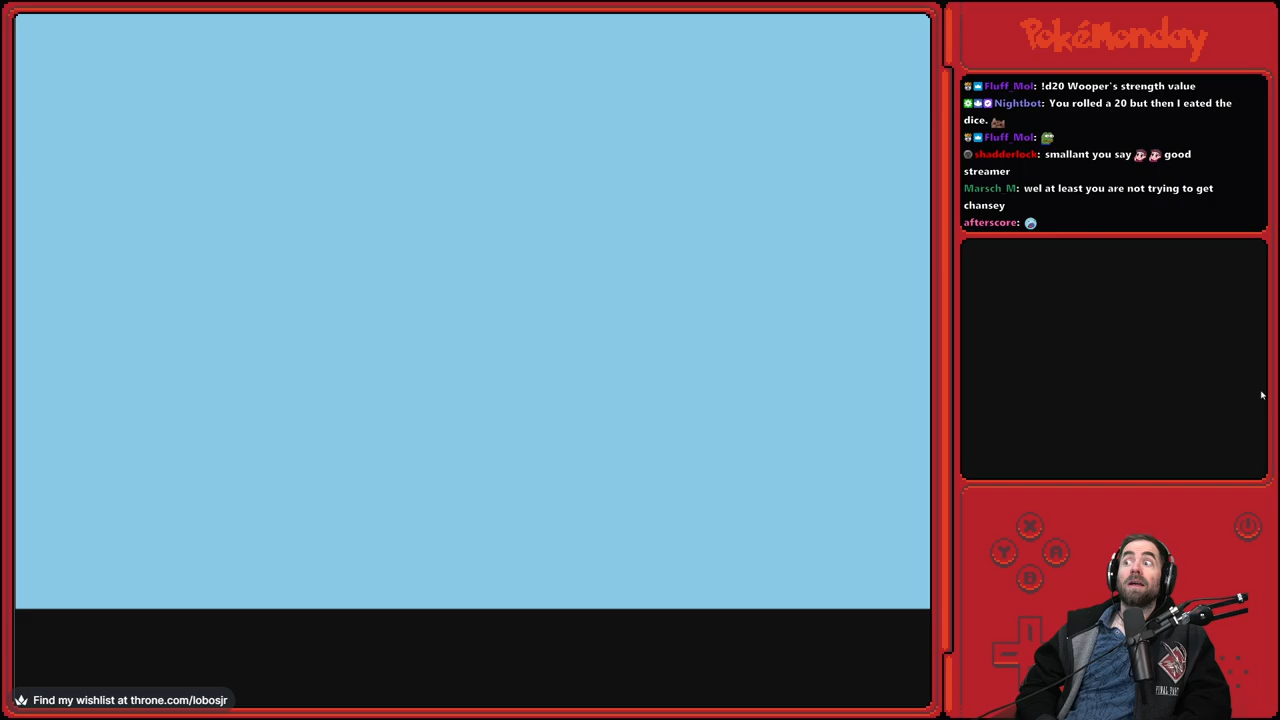 PokéMonday
Fluff_Mol: !d20 Wooper's strength value
Nightbot: You rolled a 20 but then I eated the
dice.
Fluff_Mol:
shadderlock: smallant you say good
streamer
Marsch_M: wel at least you are not trying to get
chansey
afterscore:
X
Y
A
B
Find my wishlist at throne.com/lobosjr